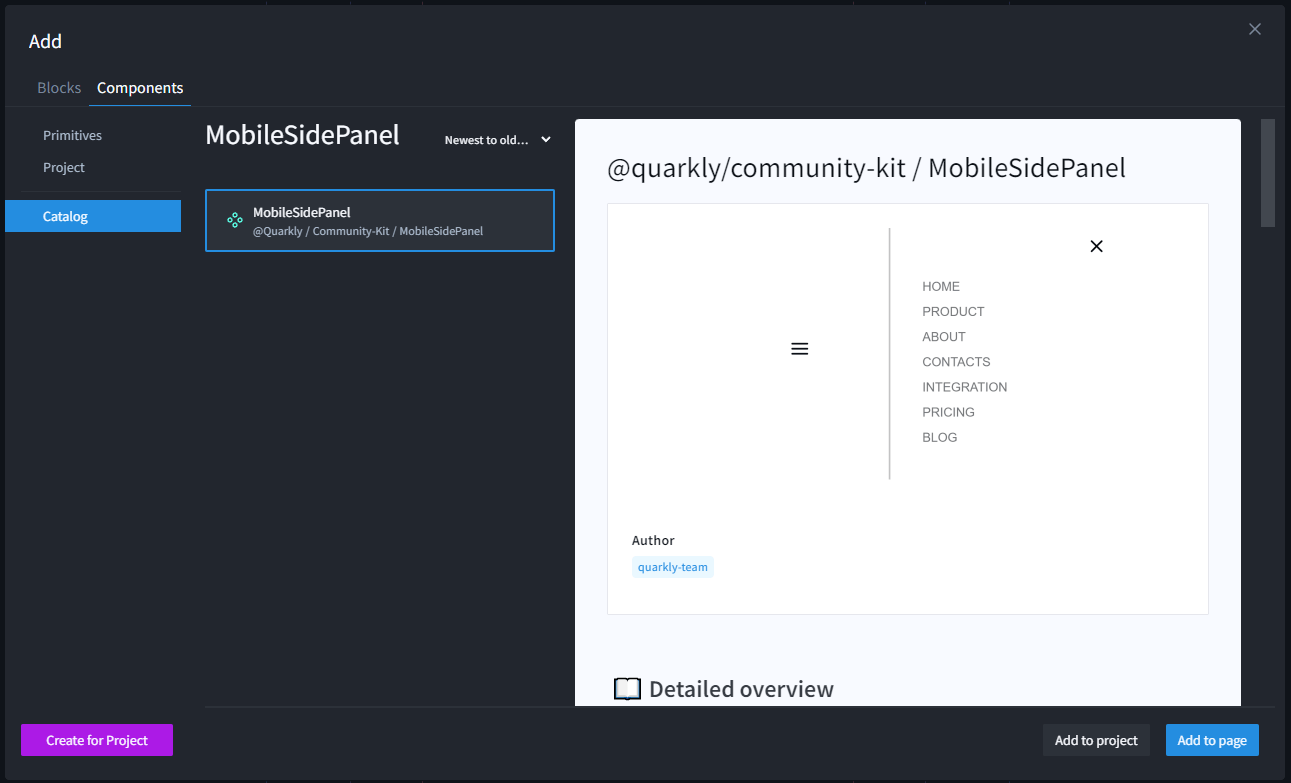 Add
Blocks Components
Primitives
Project
Catalog
MobileSidePanel
Newest to old...
MobileSidePanel
@Quarkly / Community-Kit / MobileSidePanel
@quarkly/community-kit / MobileSidePanel
HOME
PRODUCT
ABOUT
CONTACTS
INTEGRATION
PRICING
BLOG
Author
quarkly-team
Detailed overview
Create for Project
Add to project
Add to page